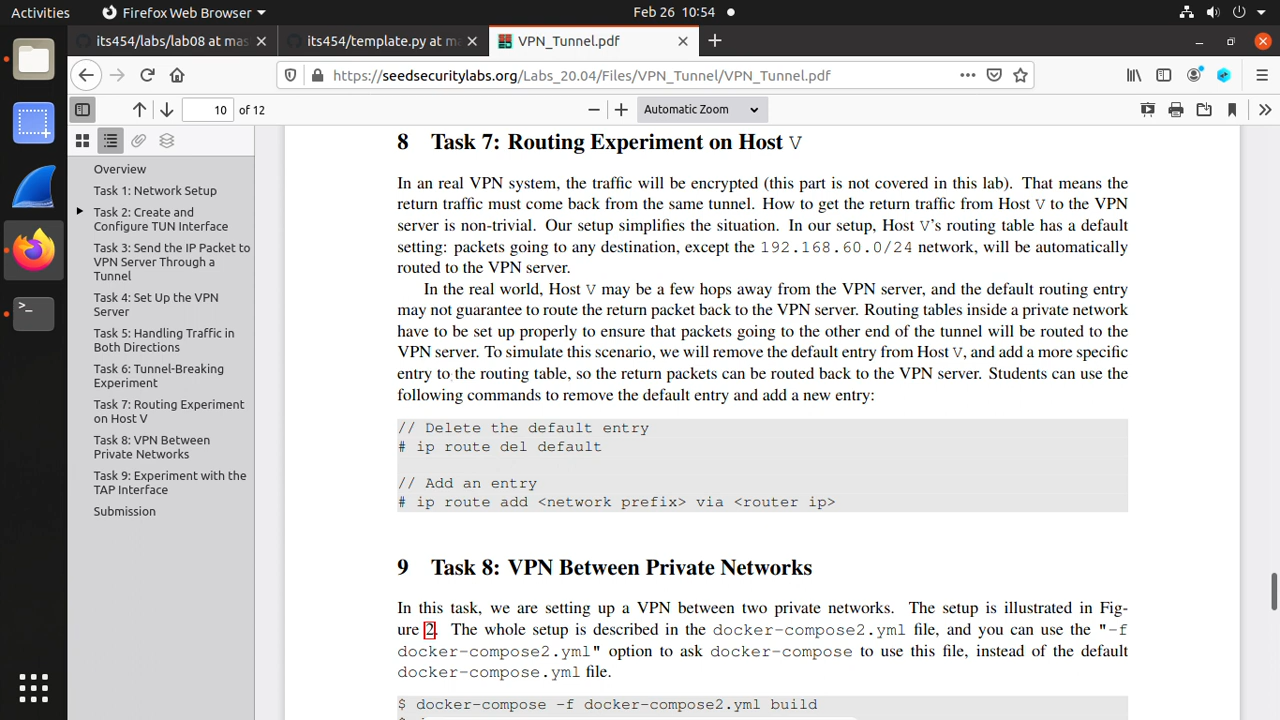 Activities
Firefox Web Browser
Feb 26 10:54
its454/labs/lab08 at mas
its454/template.py at m
VPN_Tunnel.pdf
https://seedsecuritylabs.org/Labs_20.04/Files/VPN_Tunnel/VPN_Tunnel.pdf
10 of 12
Automatic Zoom
Overview
Task 1: Network Setup
Task 2: Create and
Configure TUN Interface
Task 3: Send the IP Packet to
VPN Server Through a
Tunnel
Task 4: Set Up the VPN
Server
Task 5: Handling Traffic in
Both Directions
Task 6: Tunnel-Breaking
Experiment
Task 7: Routing Experiment
on Host V
Task 8: VPN Between
Private Networks
Task 9: Experiment with the
TAP Interface
Submission
8 Task 7: Routing Experiment on Host V
In an real VPN system, the traffic will be encrypted (this part is not covered in this lab). That means the
return traffic must come back from the same tunnel. How to get the return traffic from Host V to the VPN
server is non-trivial. Our setup simplifies the situation. In our setup, Host V's routing table has a default
setting: packets going to any destination, except the 192.168.60.0/24 network, will be automatically
routed to the VPN server.
In the real world, Host V may be a few hops away from the VPN server, and the default routing entry
may not guarantee to route the return packet back to the VPN server. Routing tables inside a private network
have to be set up properly to ensure that packets going to the other end of the tunnel will be routed to the
VPN server. To simulate this scenario, we will remove the default entry from Host V, and add a more specific
entry to the routing table, so the return packets can be routed back to the VPN server. Students can use the
following commands to remove the default entry and add a new entry:
// Delete the default entry
# ip route del default
// Add an entry
# ip route add <network prefix> via <router ip>
9 Task 8: VPN Between Private Networks
In this task, we are setting up a VPN between two private networks. The setup is illustrated in Fig-
ure 2. The whole setup is described in the docker-compose2.yml file, and you can use the "-f
docker-compose2.yml" option to ask docker-compose to use this file, instead of the default
docker-compose.yml file.
$ docker-compose -f docker-compose2.yml build